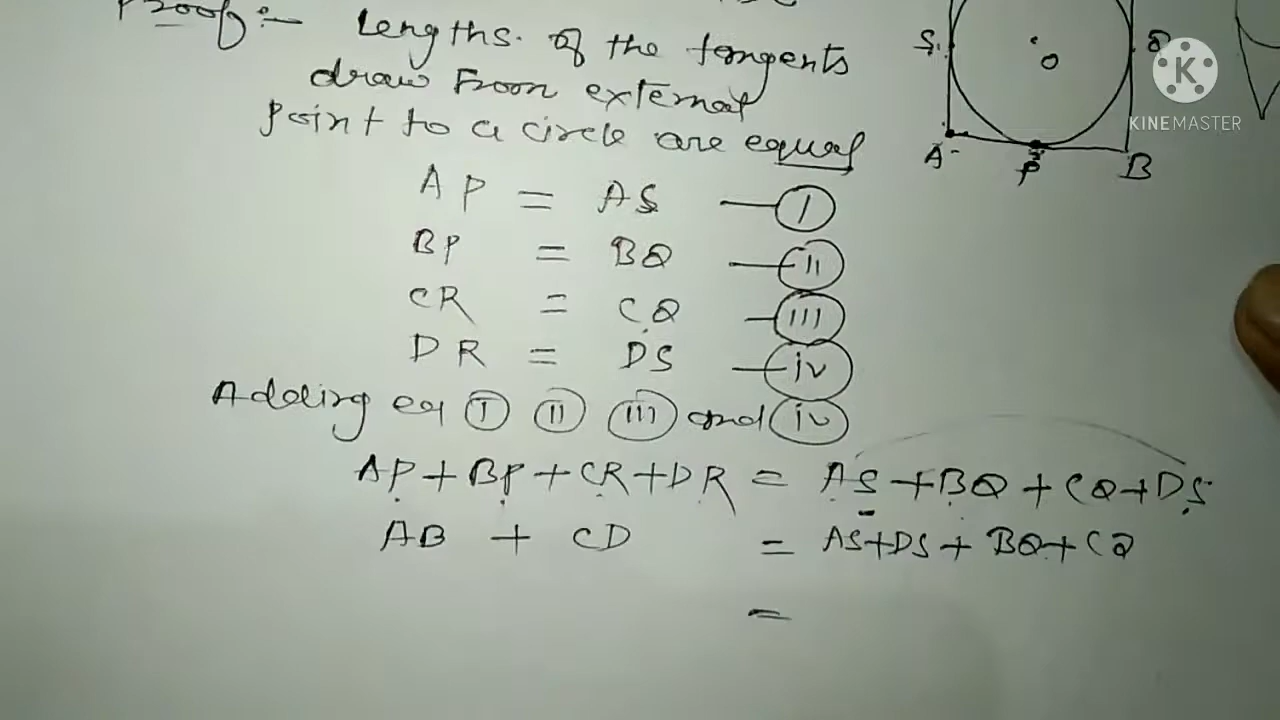 Proof :-
Lengths. of the tangents
draw From external
Point to a circle are equal
AP = AS — I
BP = BQ — II
CR = CQ — III
DR = DS — iv
Adding eq I II III and iv
AP+BP+CR+DR = AS+BQ+CQ+DS
AB + CD = AS+DS+BQ+CQ
=
S
Q
O
A
P
B
K
KINEMASTER